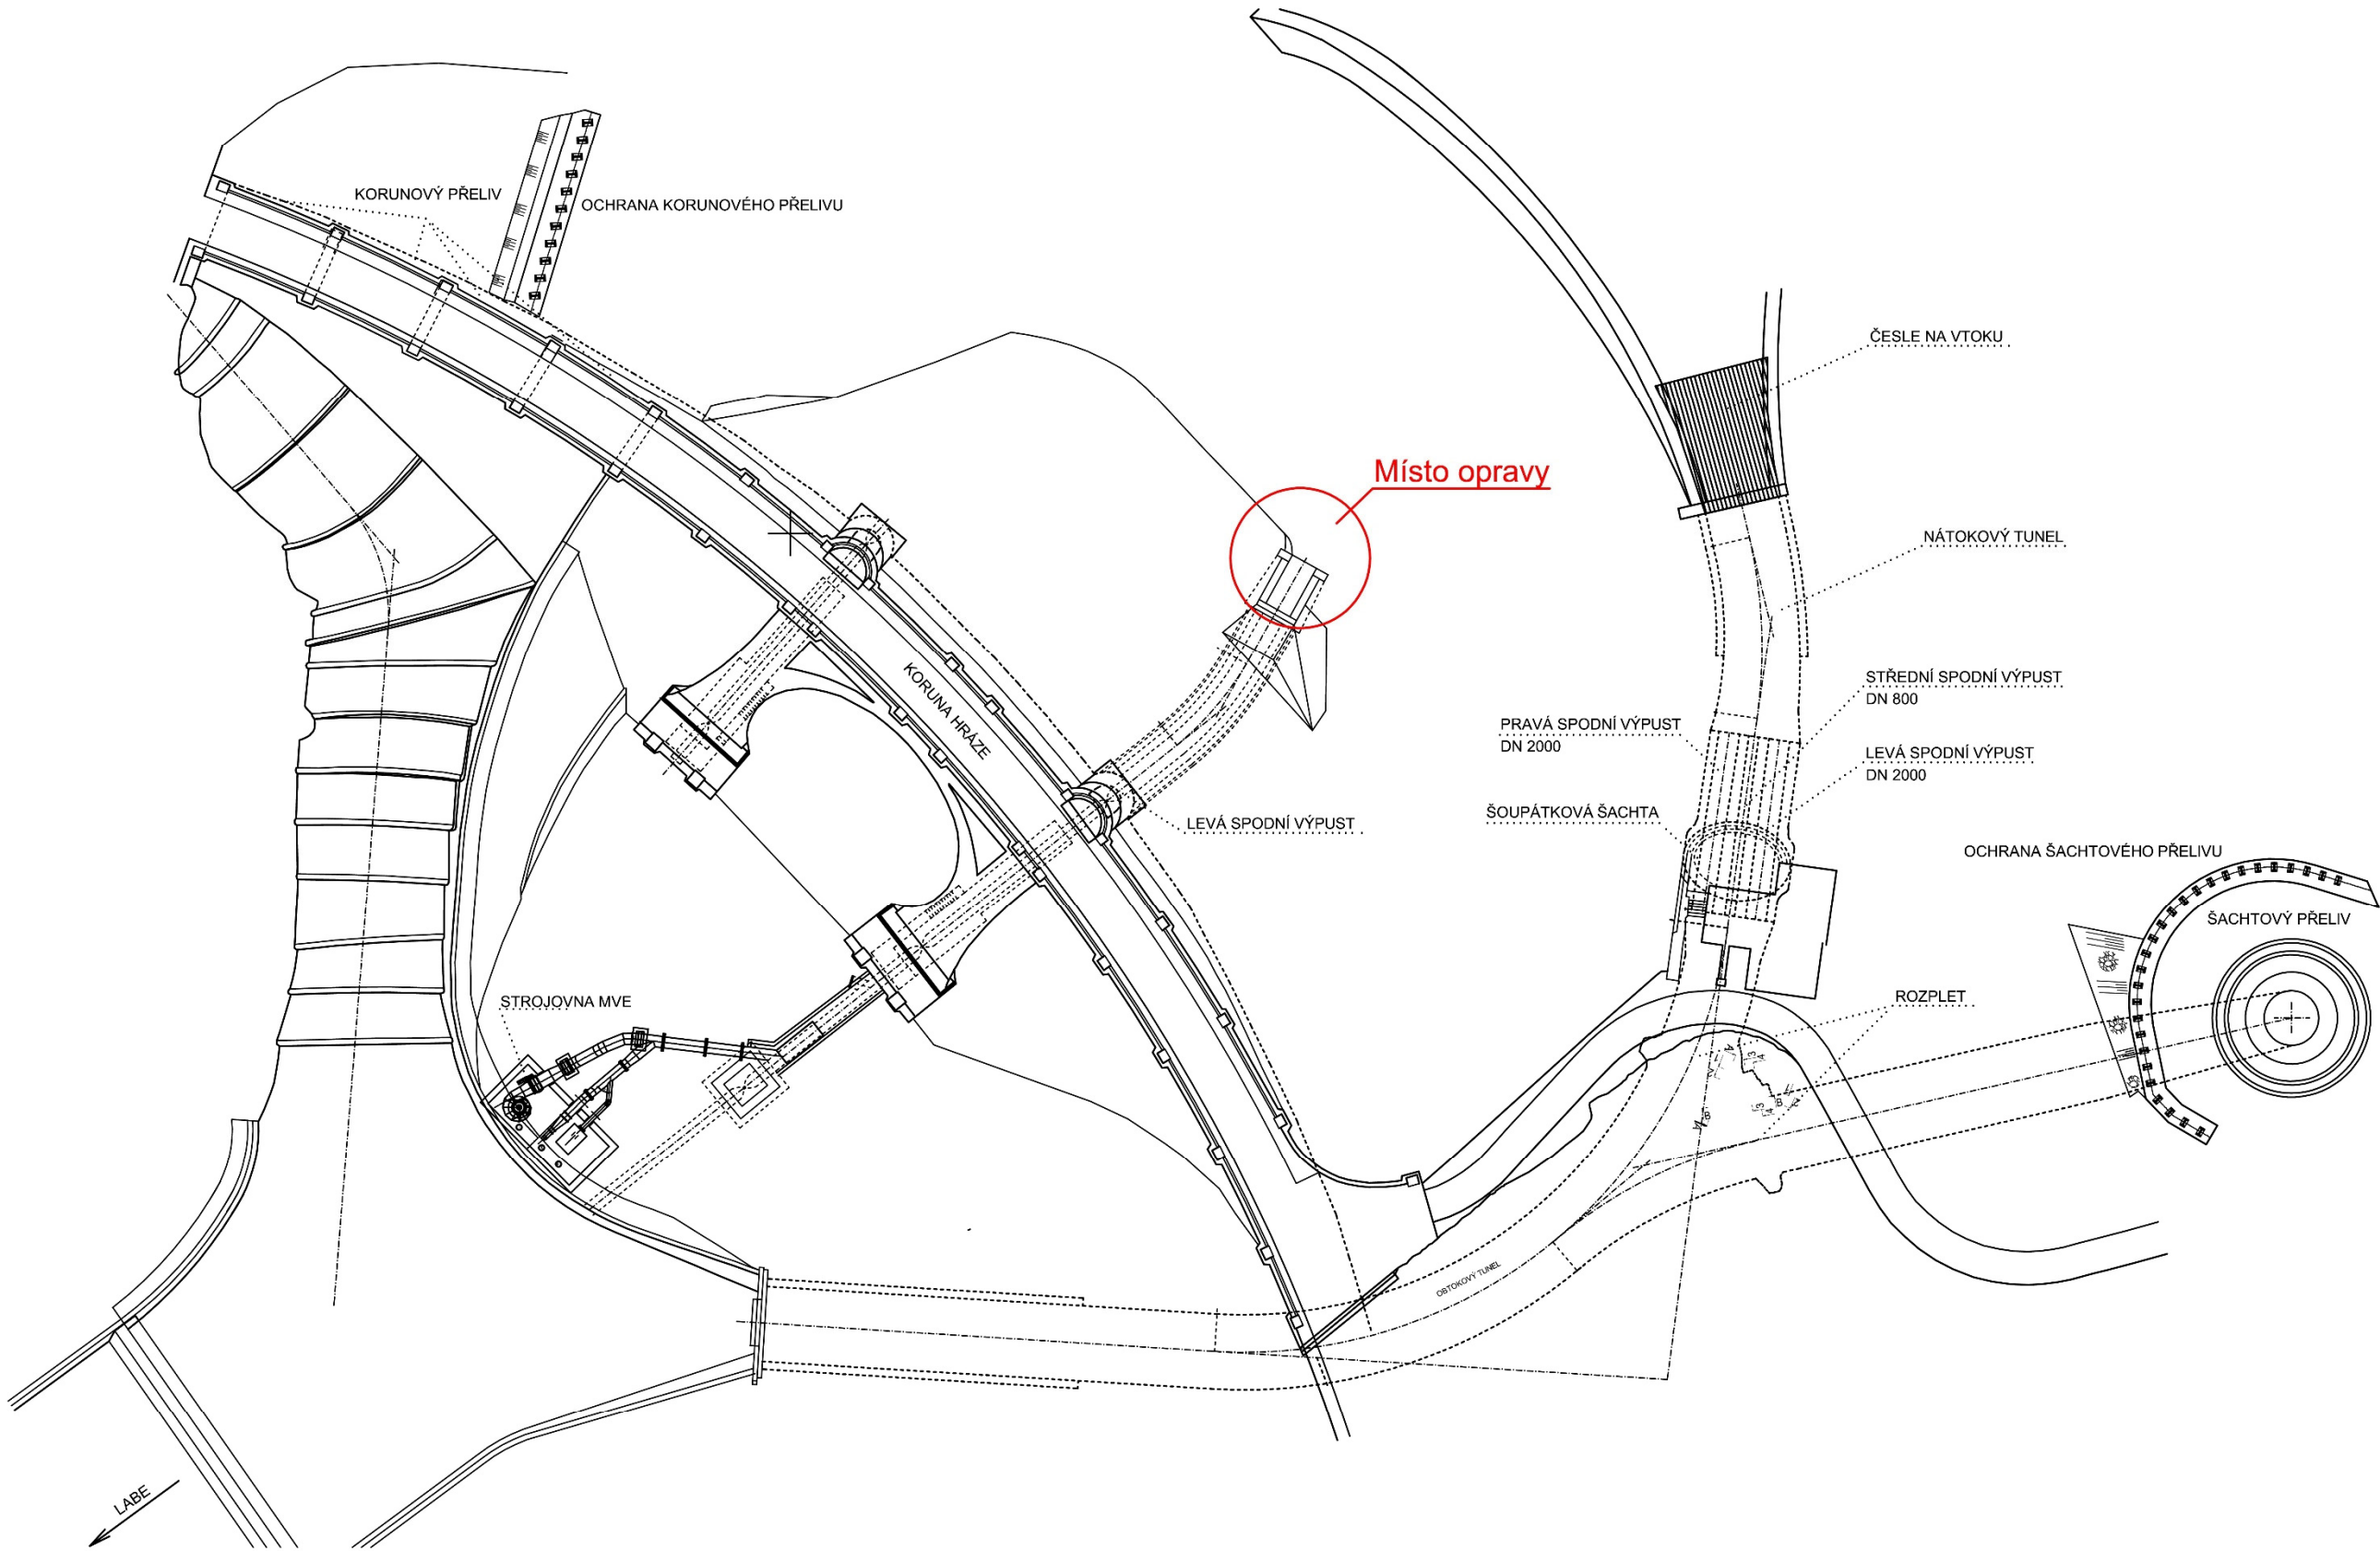 KORUNOVÝ PŘELIV
OCHRANA KORUNOVÉHO PŘELIVU
ČESLE NA VTOKU
Místo opravy
NÁTOKOVÝ TUNEL
STŘEDNÍ SPODNÍ VÝPUST
DN 800
PRAVÁ SPODNÍ VÝPUST
DN 2000
LEVÁ SPODNÍ VÝPUST
DN 2000
KORUNA HRÁZE
ŠOUPÁTKOVÁ ŠACHTA
LEVÁ SPODNÍ VÝPUST
OCHRANA ŠACHTOVÉHO PŘELIVU
ŠACHTOVÝ PŘELIV
STROJOVNA MVE
ROZPLET
OBTOKOVÝ TUNEL
LABE